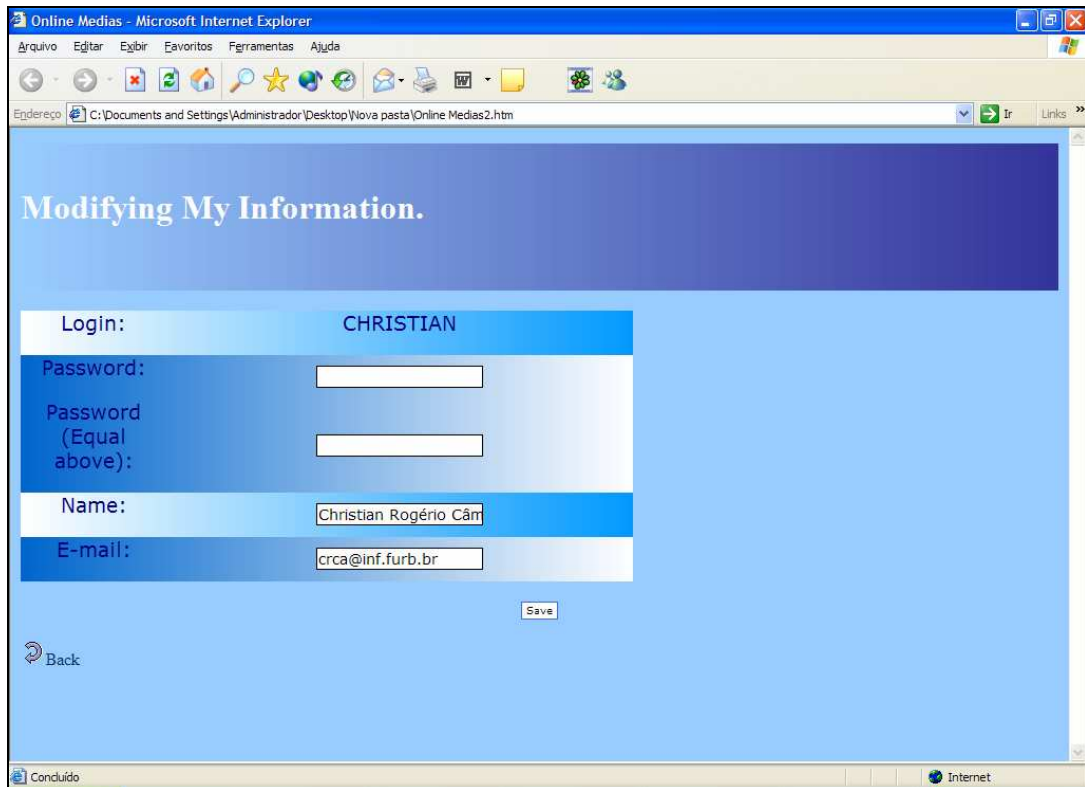 Online Medias - Microsoft Internet Explorer
Arquivo Editar Exibir Favoritos Ferramentas Ajuda
Endereço C:\Documents and Settings\Administrador\Desktop\Nova pasta\Online Medias2.htm Ir Links »
Modifying My Information.
Login: CHRISTIAN
Password:
Password
(Equal
above):
Name: Christian Rogério Câm
E-mail: crca@inf.furb.br
Save
Back
Concluído Internet